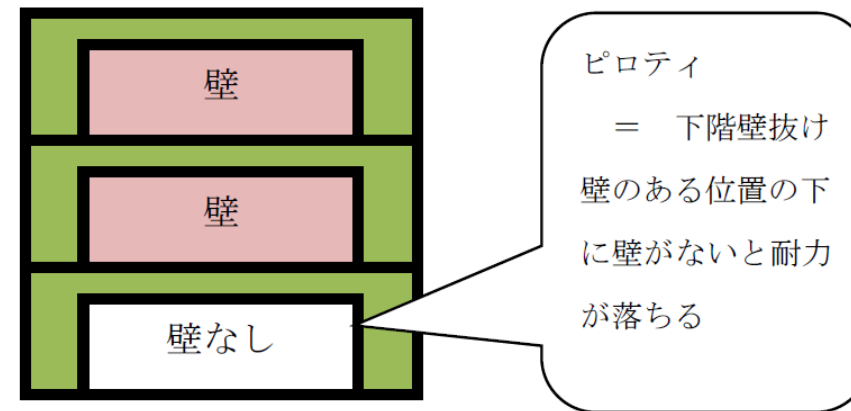 壁
壁
壁なし
ピロティ
＝　下階壁抜け
壁のある位置の下
に壁がないと耐力
が落ちる